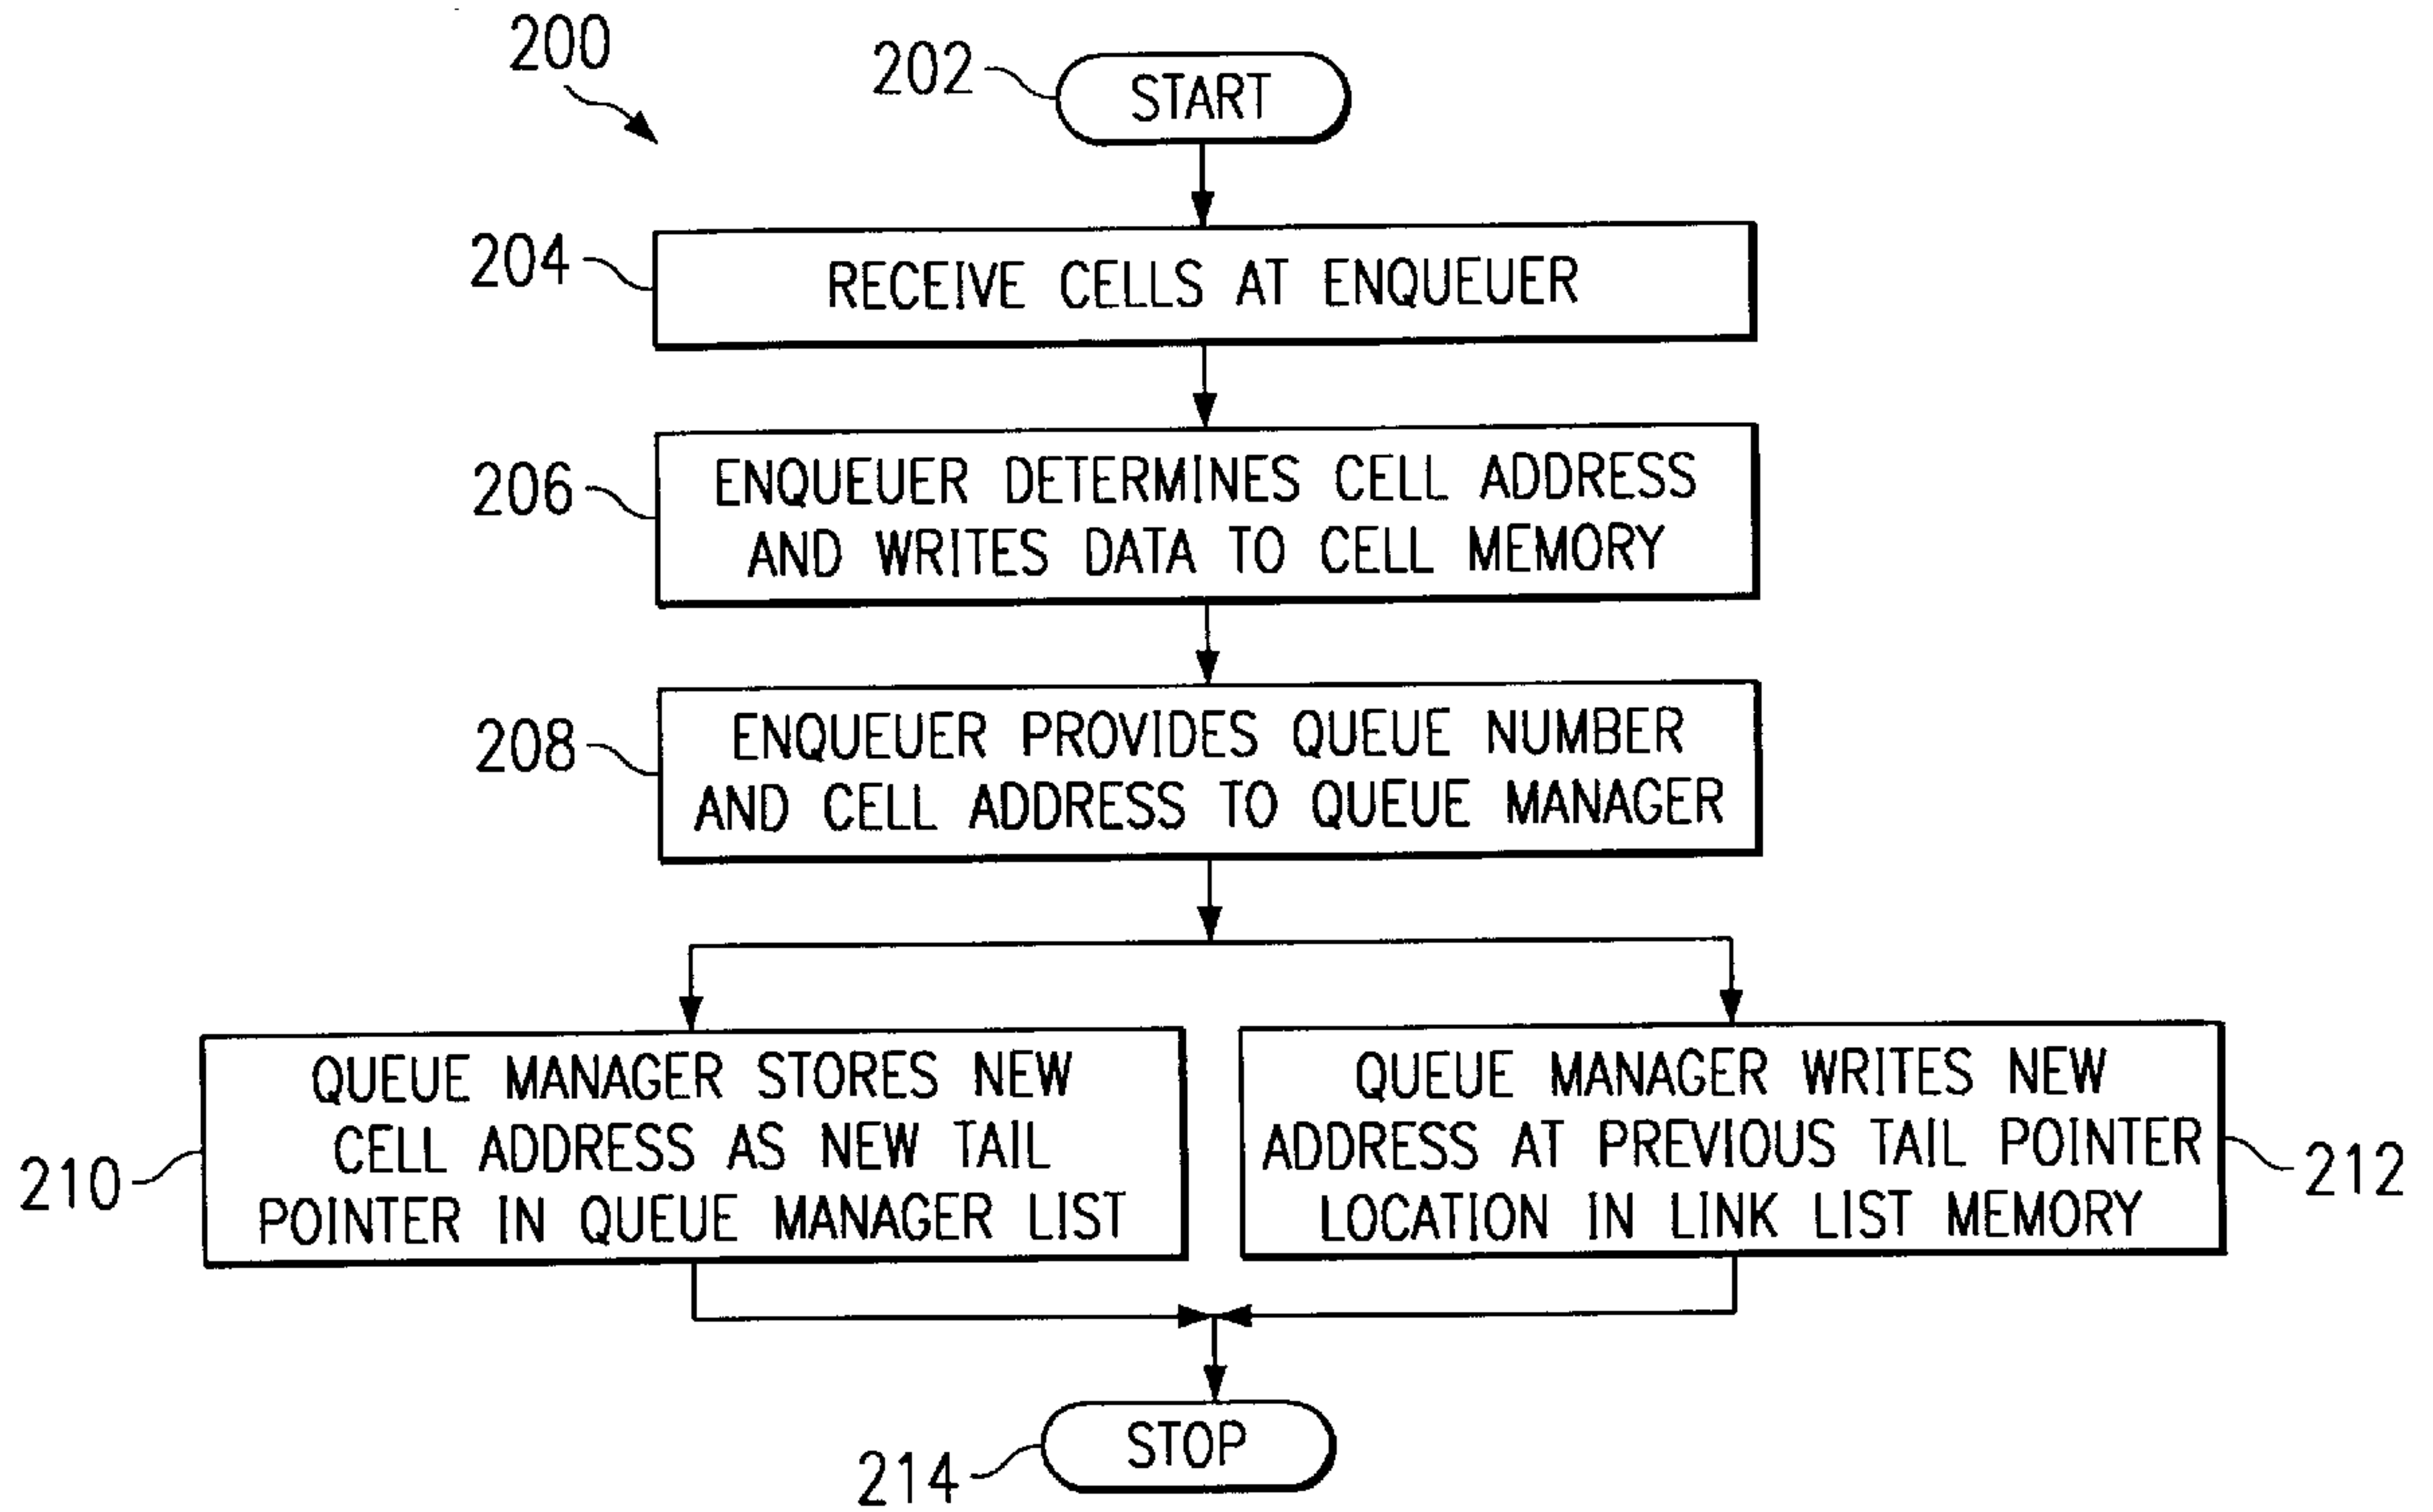 200
202
START
204
RECEIVE CELLS AT ENQUEUER
206
ENQUEUER DETERMINES CELL ADDRESS
AND WRITES DATA TO CELL MEMORY
208
ENQUEUER PROVIDES QUEUE NUMBER
AND CELL ADDRESS TO QUEUE MANAGER
210
QUEUE MANAGER STORES NEW
CELL ADDRESS AS NEW TAIL
POINTER IN QUEUE MANAGER LIST
QUEUE MANAGER WRITES NEW
ADDRESS AT PREVIOUS TAIL POINTER
LOCATION IN LINK LIST MEMORY
212
214
STOP